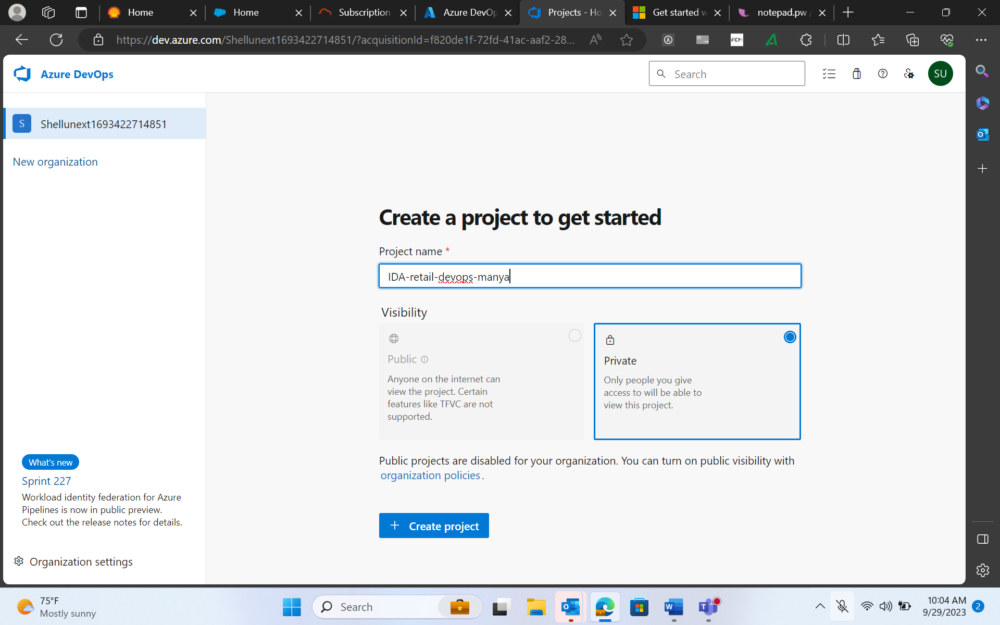 Home
Home
Subscription
Azure DevOp
Projects - Ho
Get started w
notepad.pw /
https://dev.azure.com/Shellunext1693422714851/?acquisitionId=f820de1f-72fd-41ac-aaf2-28...
FCM
Azure DevOps
Search
SU
S
Shellunext1693422714851
New organization
Create a project to get started
Project name *
IDA-retail-devops-manya
Visibility
Public
Anyone on the internet can
view the project. Certain
features like TFVC are not
supported.
Private
Only people you give
access to will be able to
view this project.
Public projects are disabled for your organization. You can turn on public visibility with
organization policies.
+ Create project
What's new
Sprint 227
Workload identity federation for Azure
Pipelines is now in public preview.
Check out the release notes for details.
Organization settings
75°F
Mostly sunny
Search
10:04 AM
9/29/2023
2